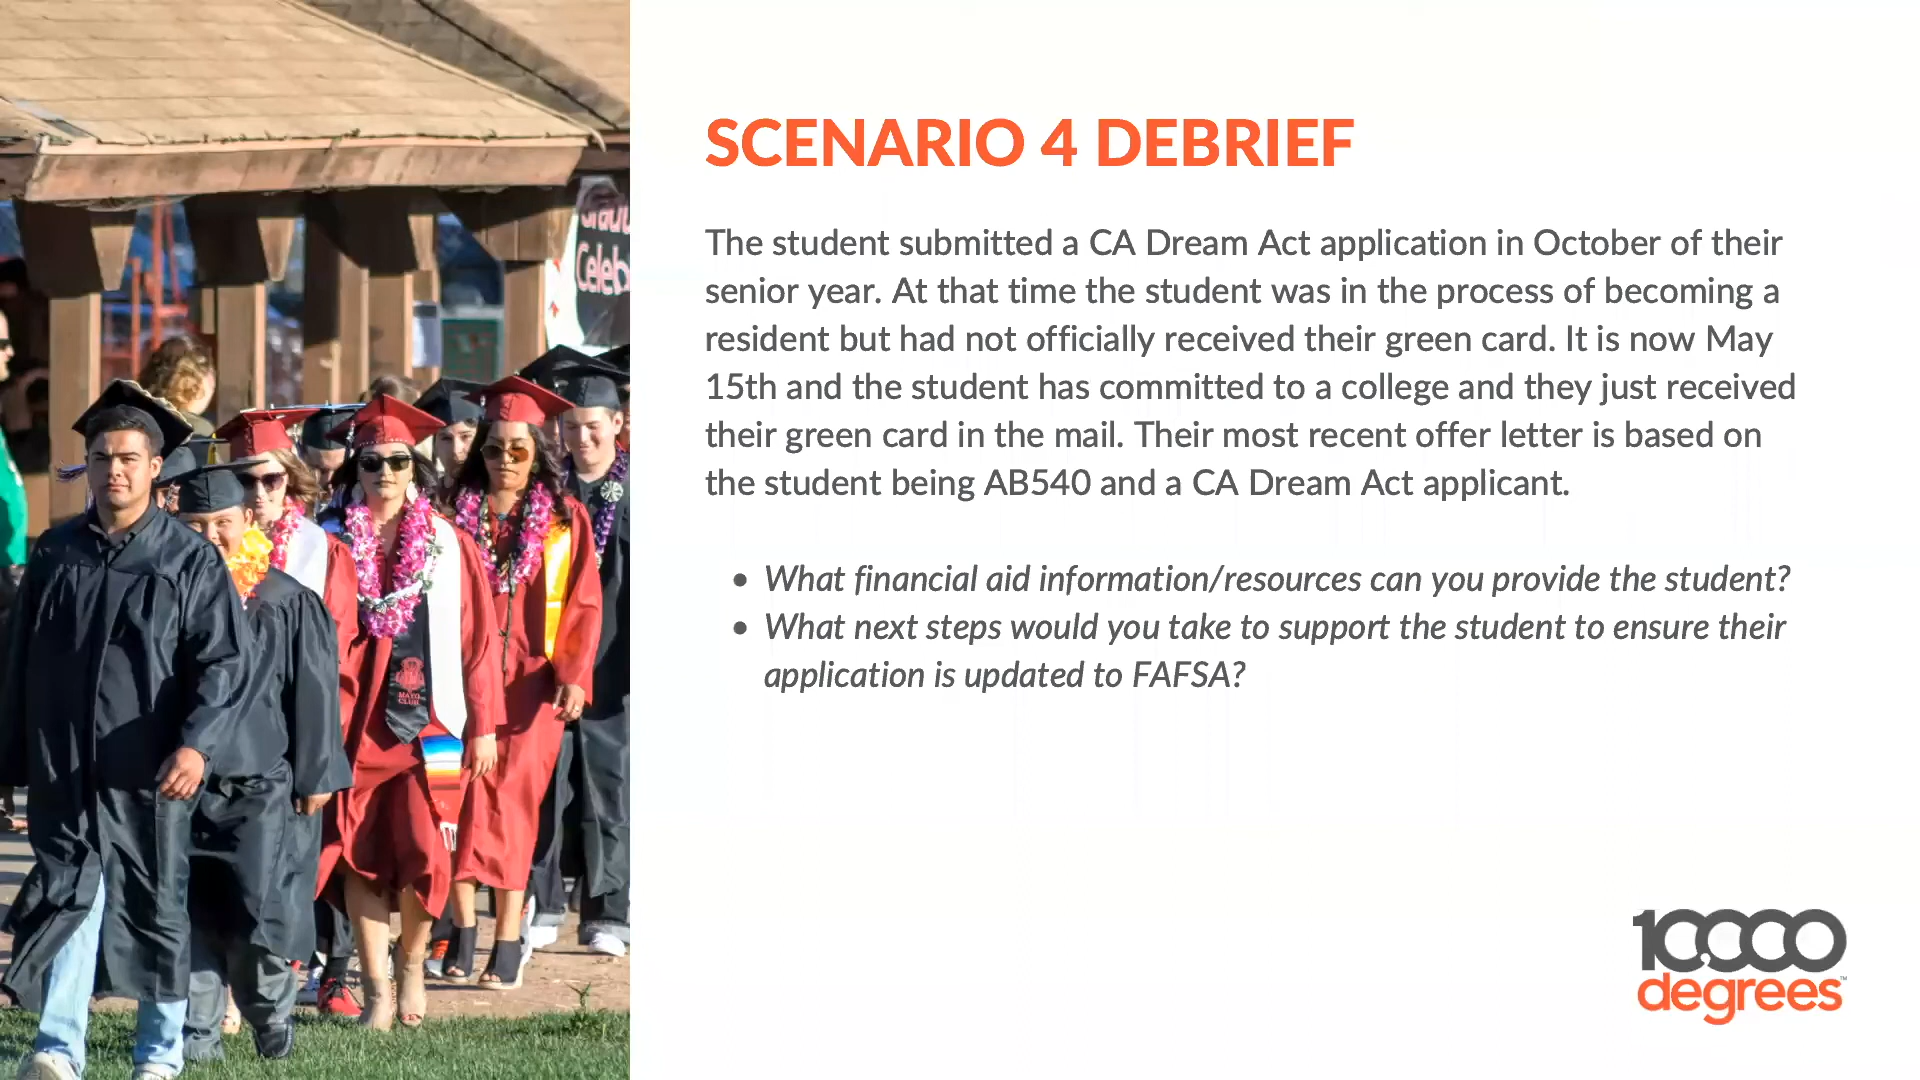 SCENARIO 4 DEBRIEF
The student submitted a CA Dream Act application in October of their
senior year. At that time the student was in the process of becoming a
resident but had not officially received their green card. It is now May
15th and the student has committed to a college and they just received
their green card in the mail. Their most recent offer letter is based on
the student being AB540 and a CA Dream Act applicant.
• What financial aid information/resources can you provide the student?
• What next steps would you take to support the student to ensure their
application is updated to FAFSA?
10,000
degrees™
MAYO
CLUB